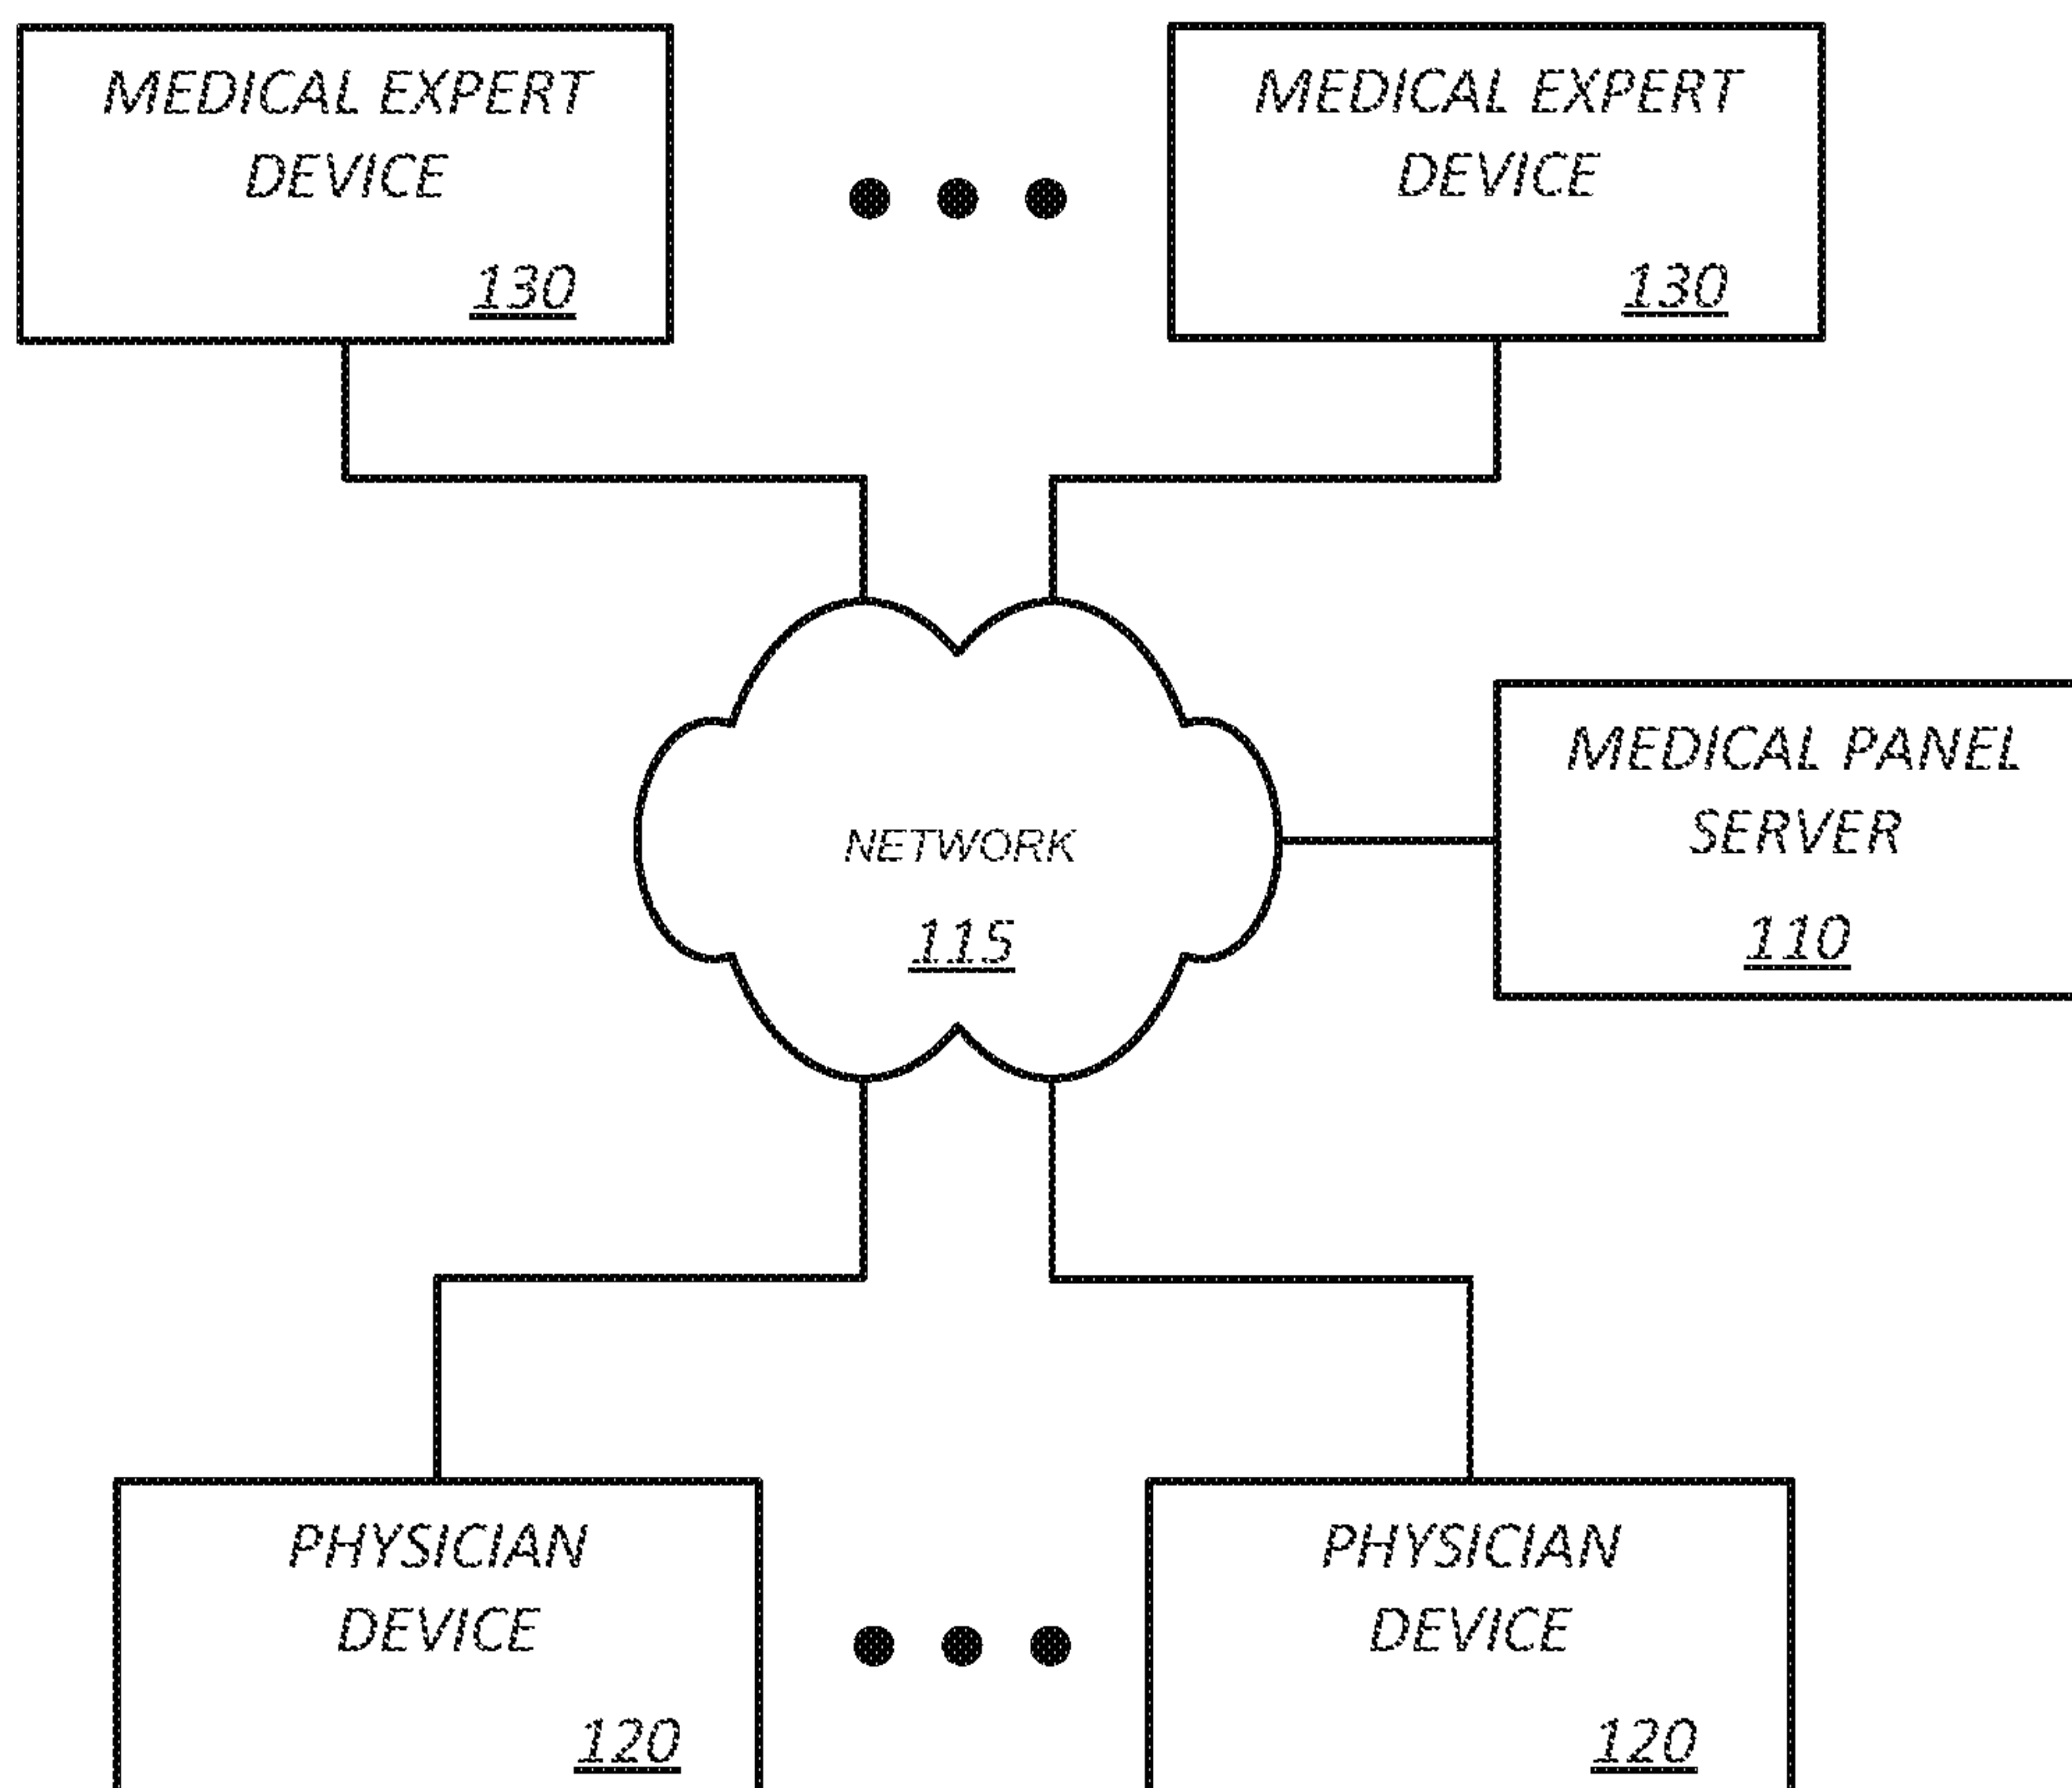 MEDICAL EXPERT
DEVICE
130
MEDICAL EXPERT
DEVICE
130
NETWORK
115
MEDICAL PANEL
SERVER
110
PHYSICIAN
DEVICE
120
PHYSICIAN
DEVICE
120